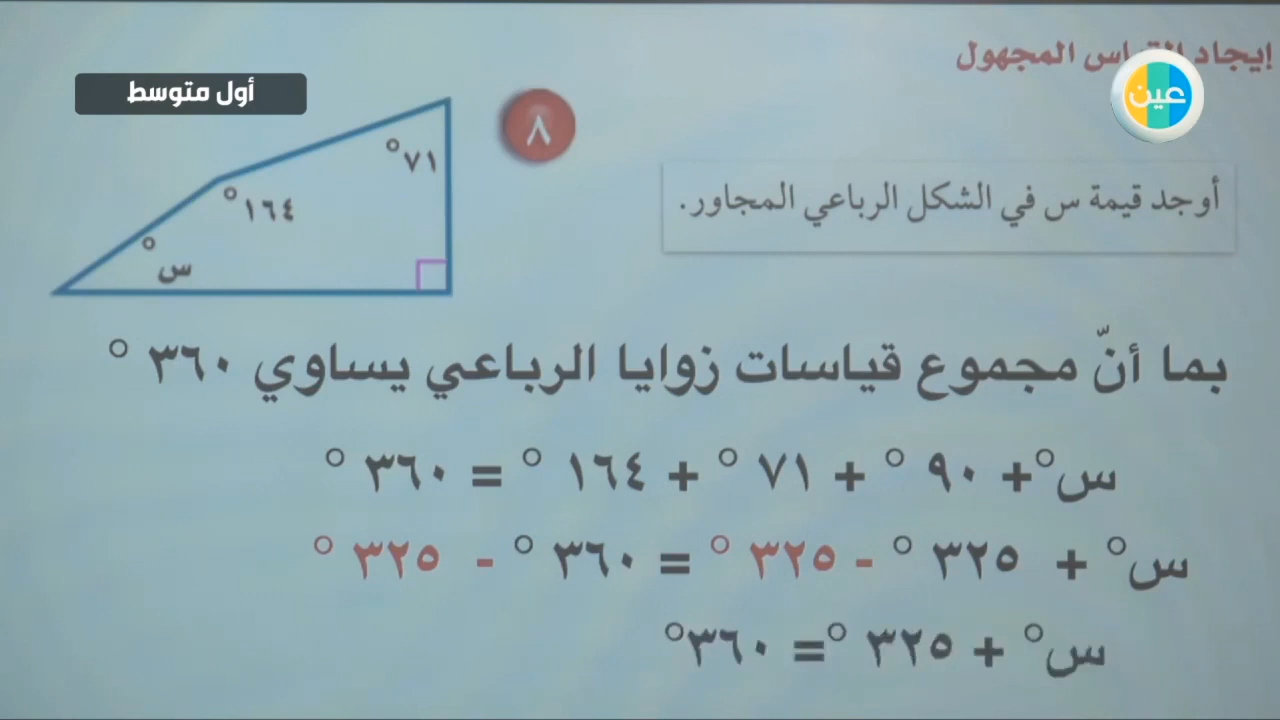 إيجاد القياس المجهول
عين
أول متوسط
٨
أوجد قيمة س في الشكل الرباعي المجاور.
°٧١
°١٦٤
°
س
بما أنّ مجموع قياسات زوايا الرباعي يساوي ٣٦٠ °
س° + ٩٠ ° + ٧١ ° + ١٦٤ ° = ٣٦٠ °
س° + ٣٢٥ ° - ٣٢٥ ° = ٣٦٠ ° - ٣٢٥ °
س° + ٣٢٥ °= ٣٦٠°